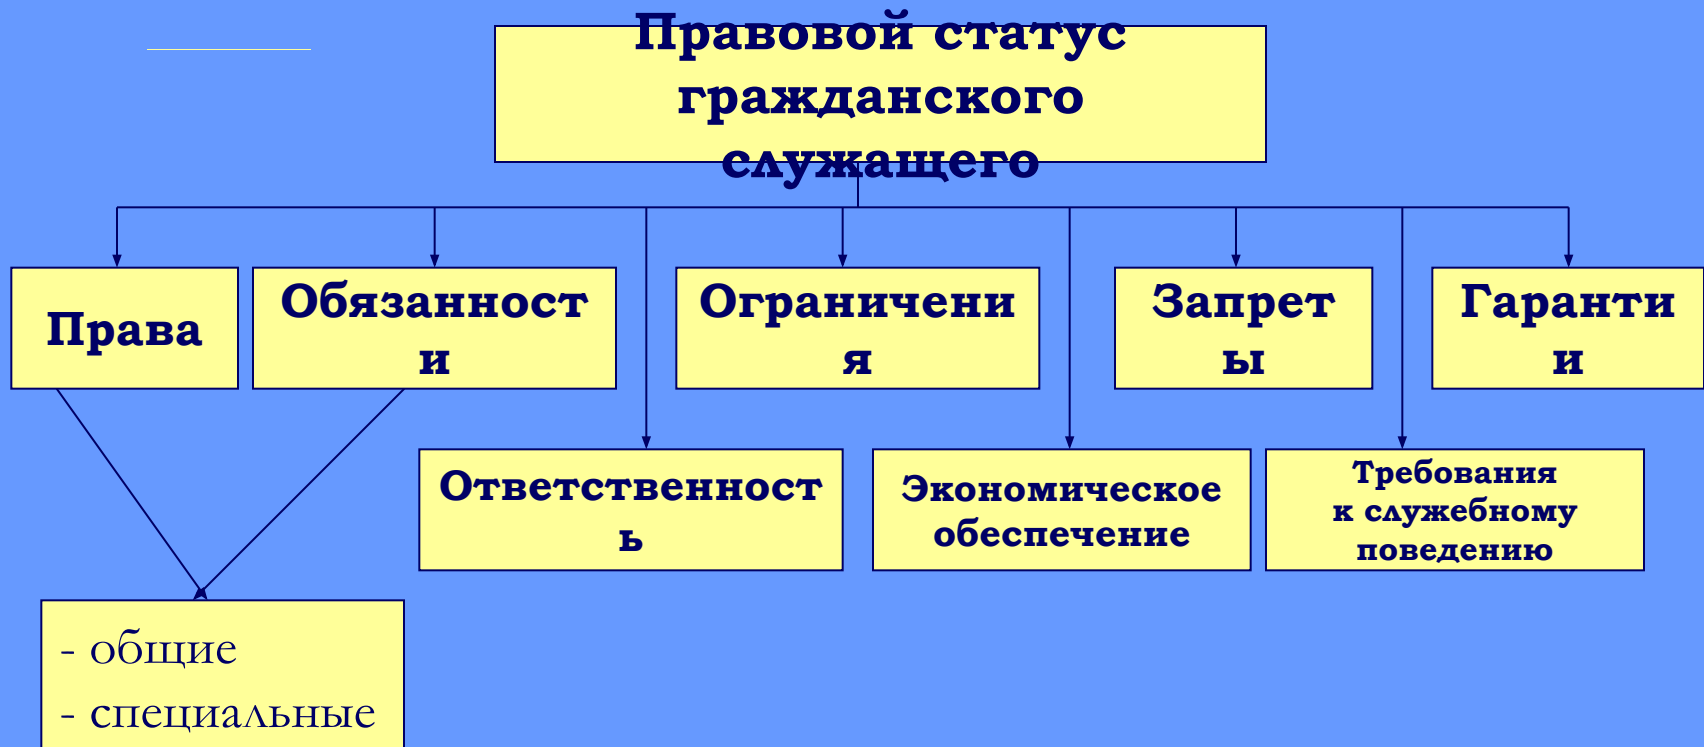 Правовой статус
гражданского
служащего
Права
Обязанност
и
Ограничени
я
Запрет
ы
Гаранти
и
Ответственност
ь
Экономическое
обеспечение
Требования
к служебному
поведению
- общие
- специальные